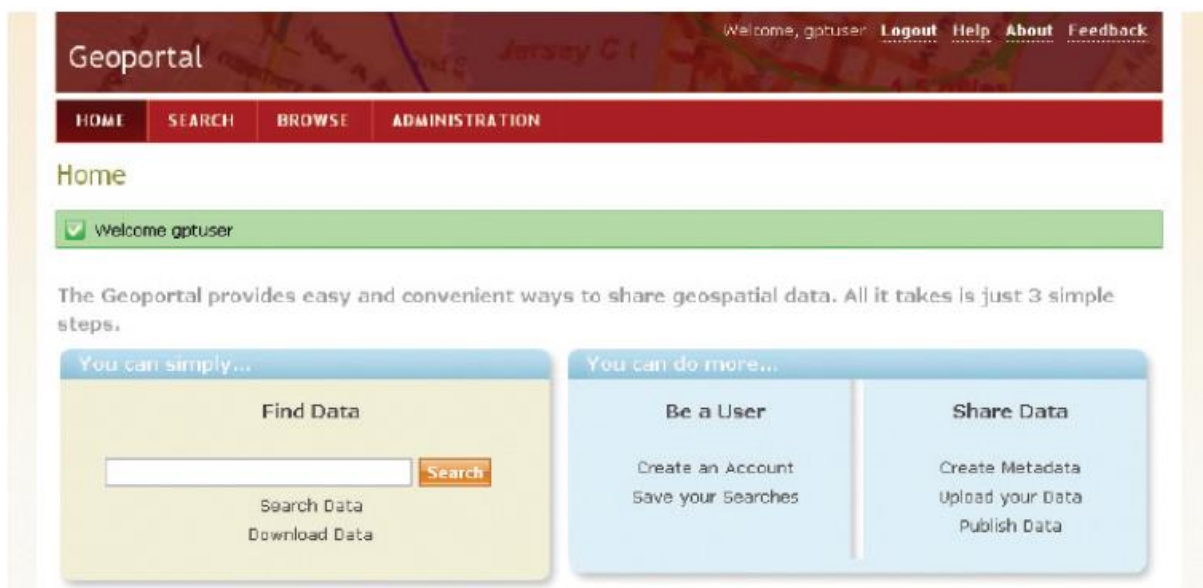 Welcome, gptuser Logout Help About Feedback
Geoportal
Jersey C t
HOME SEARCH BROWSE ADMINISTRATION
Home
Welcome gptuser
The Geoportal provides easy and convenient ways to share geospatial data. All it takes is just 3 simple
steps.
You can simply...
Find Data
Search
Search Data
Download Data
You can do more...
Be a User
Create an Account
Save your Searches
Share Data
Create Metadata
Upload your Data
Publish Data